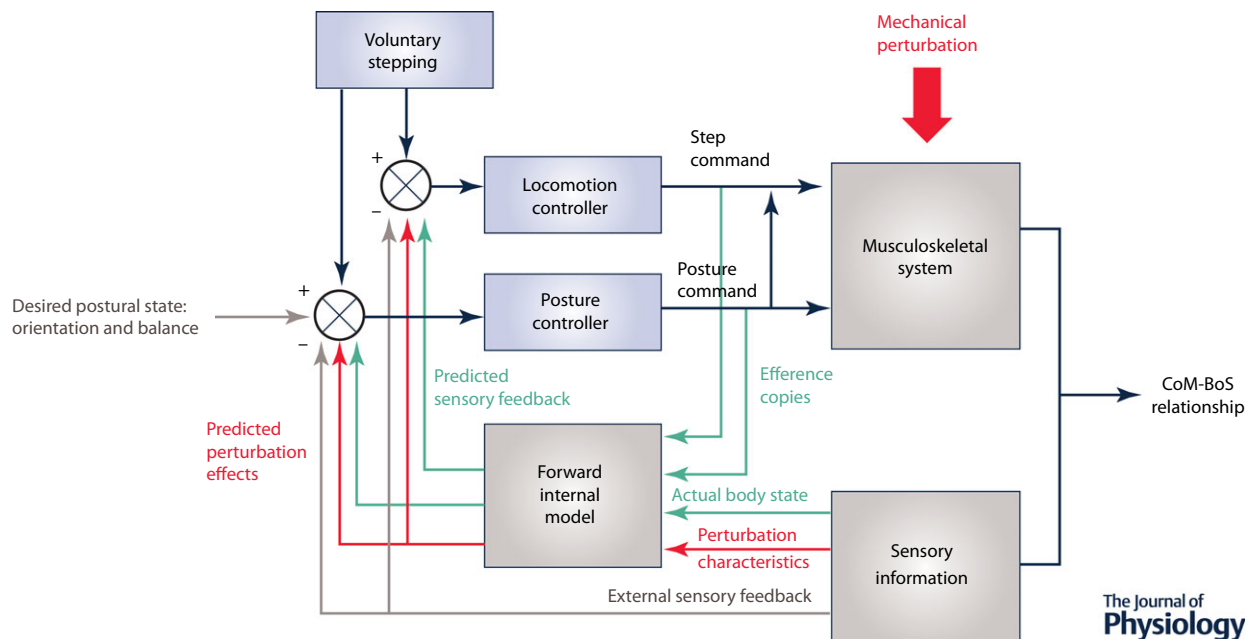 Voluntary
stepping
Mechanical
perturbation
Step
command
+
−
Locomotion
controller
Musculoskeletal
system
Posture
command
Desired postural state:
orientation and balance
+
−
Posture
controller
Predicted
sensory feedback
Efference
copies
CoM-BoS
relationship
Predicted
perturbation
effects
Forward
internal
model
Actual body state
Perturbation
characteristics
Sensory
information
External sensory feedback
The Journal of
Physiology